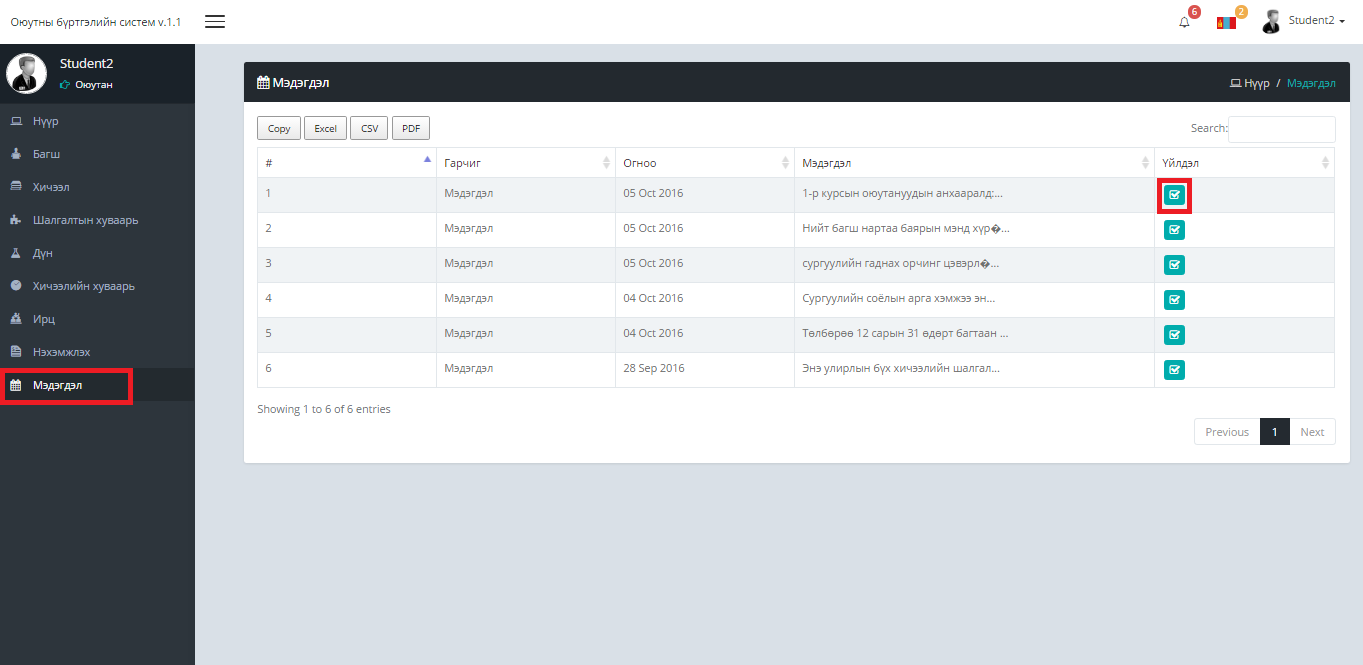 Оюутны бүртгэлийн систем v.1.1
6
2
Student2
Student2
Оюутан
Нүүр
Багш
Хичээл
Шалгалтын хуваарь
Дүн
Хичээлийн хуваарь
Ирц
Нэхэмжлэх
Мэдэгдэл
Мэдэгдэл
Нүүр / Мэдэгдэл
Copy Excel CSV PDF
Search:
# Гарчиг Огноо Мэдэгдэл Үйлдэл
1 Мэдэгдэл 05 Oct 2016 1-р курсын оюутануудын анхааралд:...
2 Мэдэгдэл 05 Oct 2016 Нийт багш нартаа баярын мэнд хүр�...
3 Мэдэгдэл 05 Oct 2016 сургуулийн гаднах орчинг цэвэрл�...
4 Мэдэгдэл 04 Oct 2016 Сургуулийн соёлын арга хэмжээ эн...
5 Мэдэгдэл 04 Oct 2016 Төлбөрөө 12 сарын 31 өдөрт багтаан ...
6 Мэдэгдэл 28 Sep 2016 Энэ улирлын бүх хичээлийн шалгал...
Showing 1 to 6 of 6 entries
Previous 1 Next